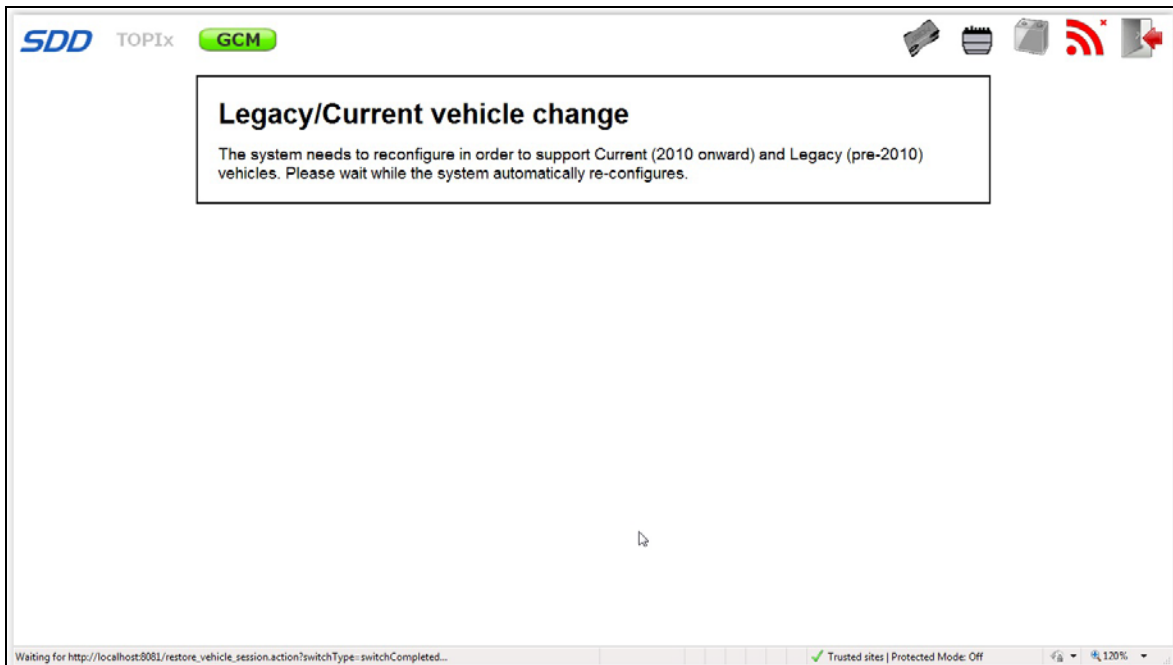 SDD TOPIx GCM
Legacy/Current vehicle change
The system needs to reconfigure in order to support Current (2010 onward) and Legacy (pre-2010)
vehicles. Please wait while the system automatically re-configures.
Waiting for http://localhost:8081/restore_vehicle_session.action?switchType=switchCompleted... Trusted sites | Protected Mode: Off 120%